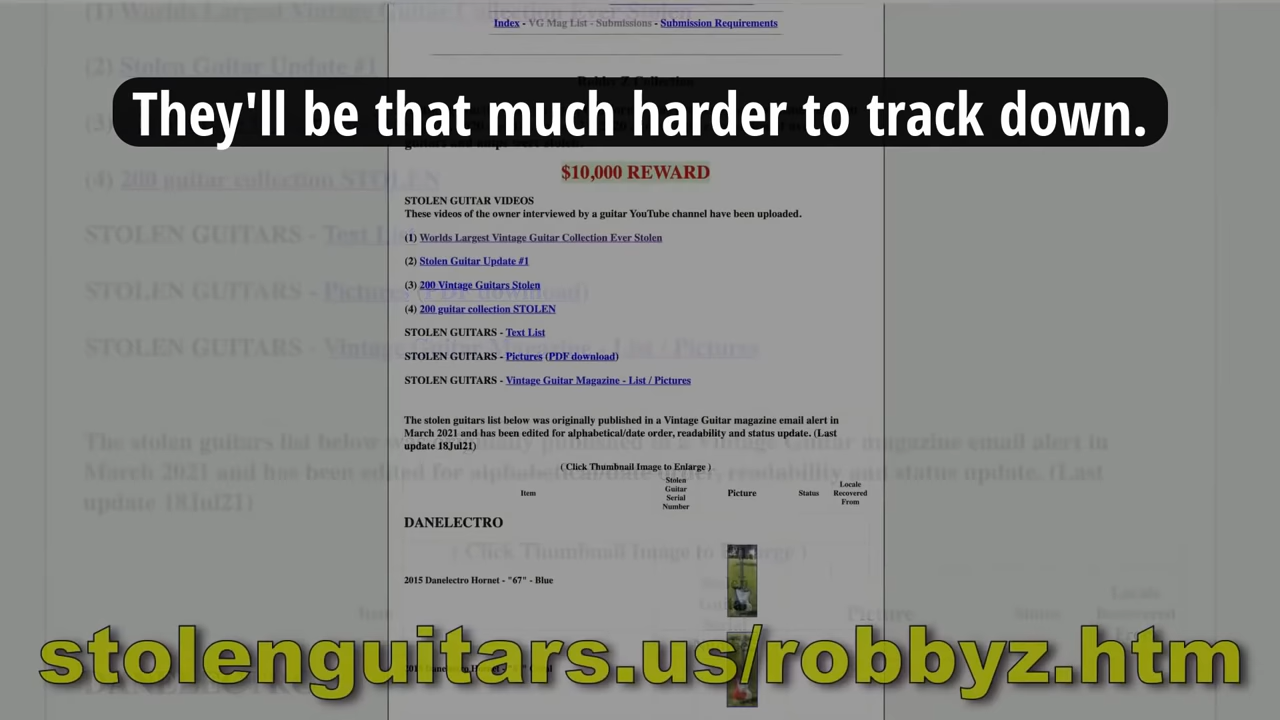 Index - VG Mag List - Submissions - Submission Requirements
Robby Z Collection
They'll be that much harder to track down.
$10,000 REWARD
STOLEN GUITAR VIDEOS
These videos of the owner interviewed by a guitar YouTube channel have been uploaded.
(1) Worlds Largest Vintage Guitar Collection Ever Stolen
(2) Stolen Guitar Update #1
(3) 200 Vintage Guitars Stolen
(4) 200 guitar collection STOLEN
STOLEN GUITARS - Text List
STOLEN GUITARS - Pictures (PDF download)
STOLEN GUITARS - Vintage Guitar Magazine - List / Pictures
The stolen guitars list below was originally published in a Vintage Guitar magazine email alert in
March 2021 and has been edited for alphabetical/date order, readability and status update. (Last
update 18Jul21)
( Click Thumbnail Image to Enlarge )
Item
Stolen
Guitar
Serial
Number
Picture
Status
Locale
Recovered
From
DANELECTRO
2015 Danelectro Hornet - "67" - Blue
stolenguitars.us/robbyz.htm